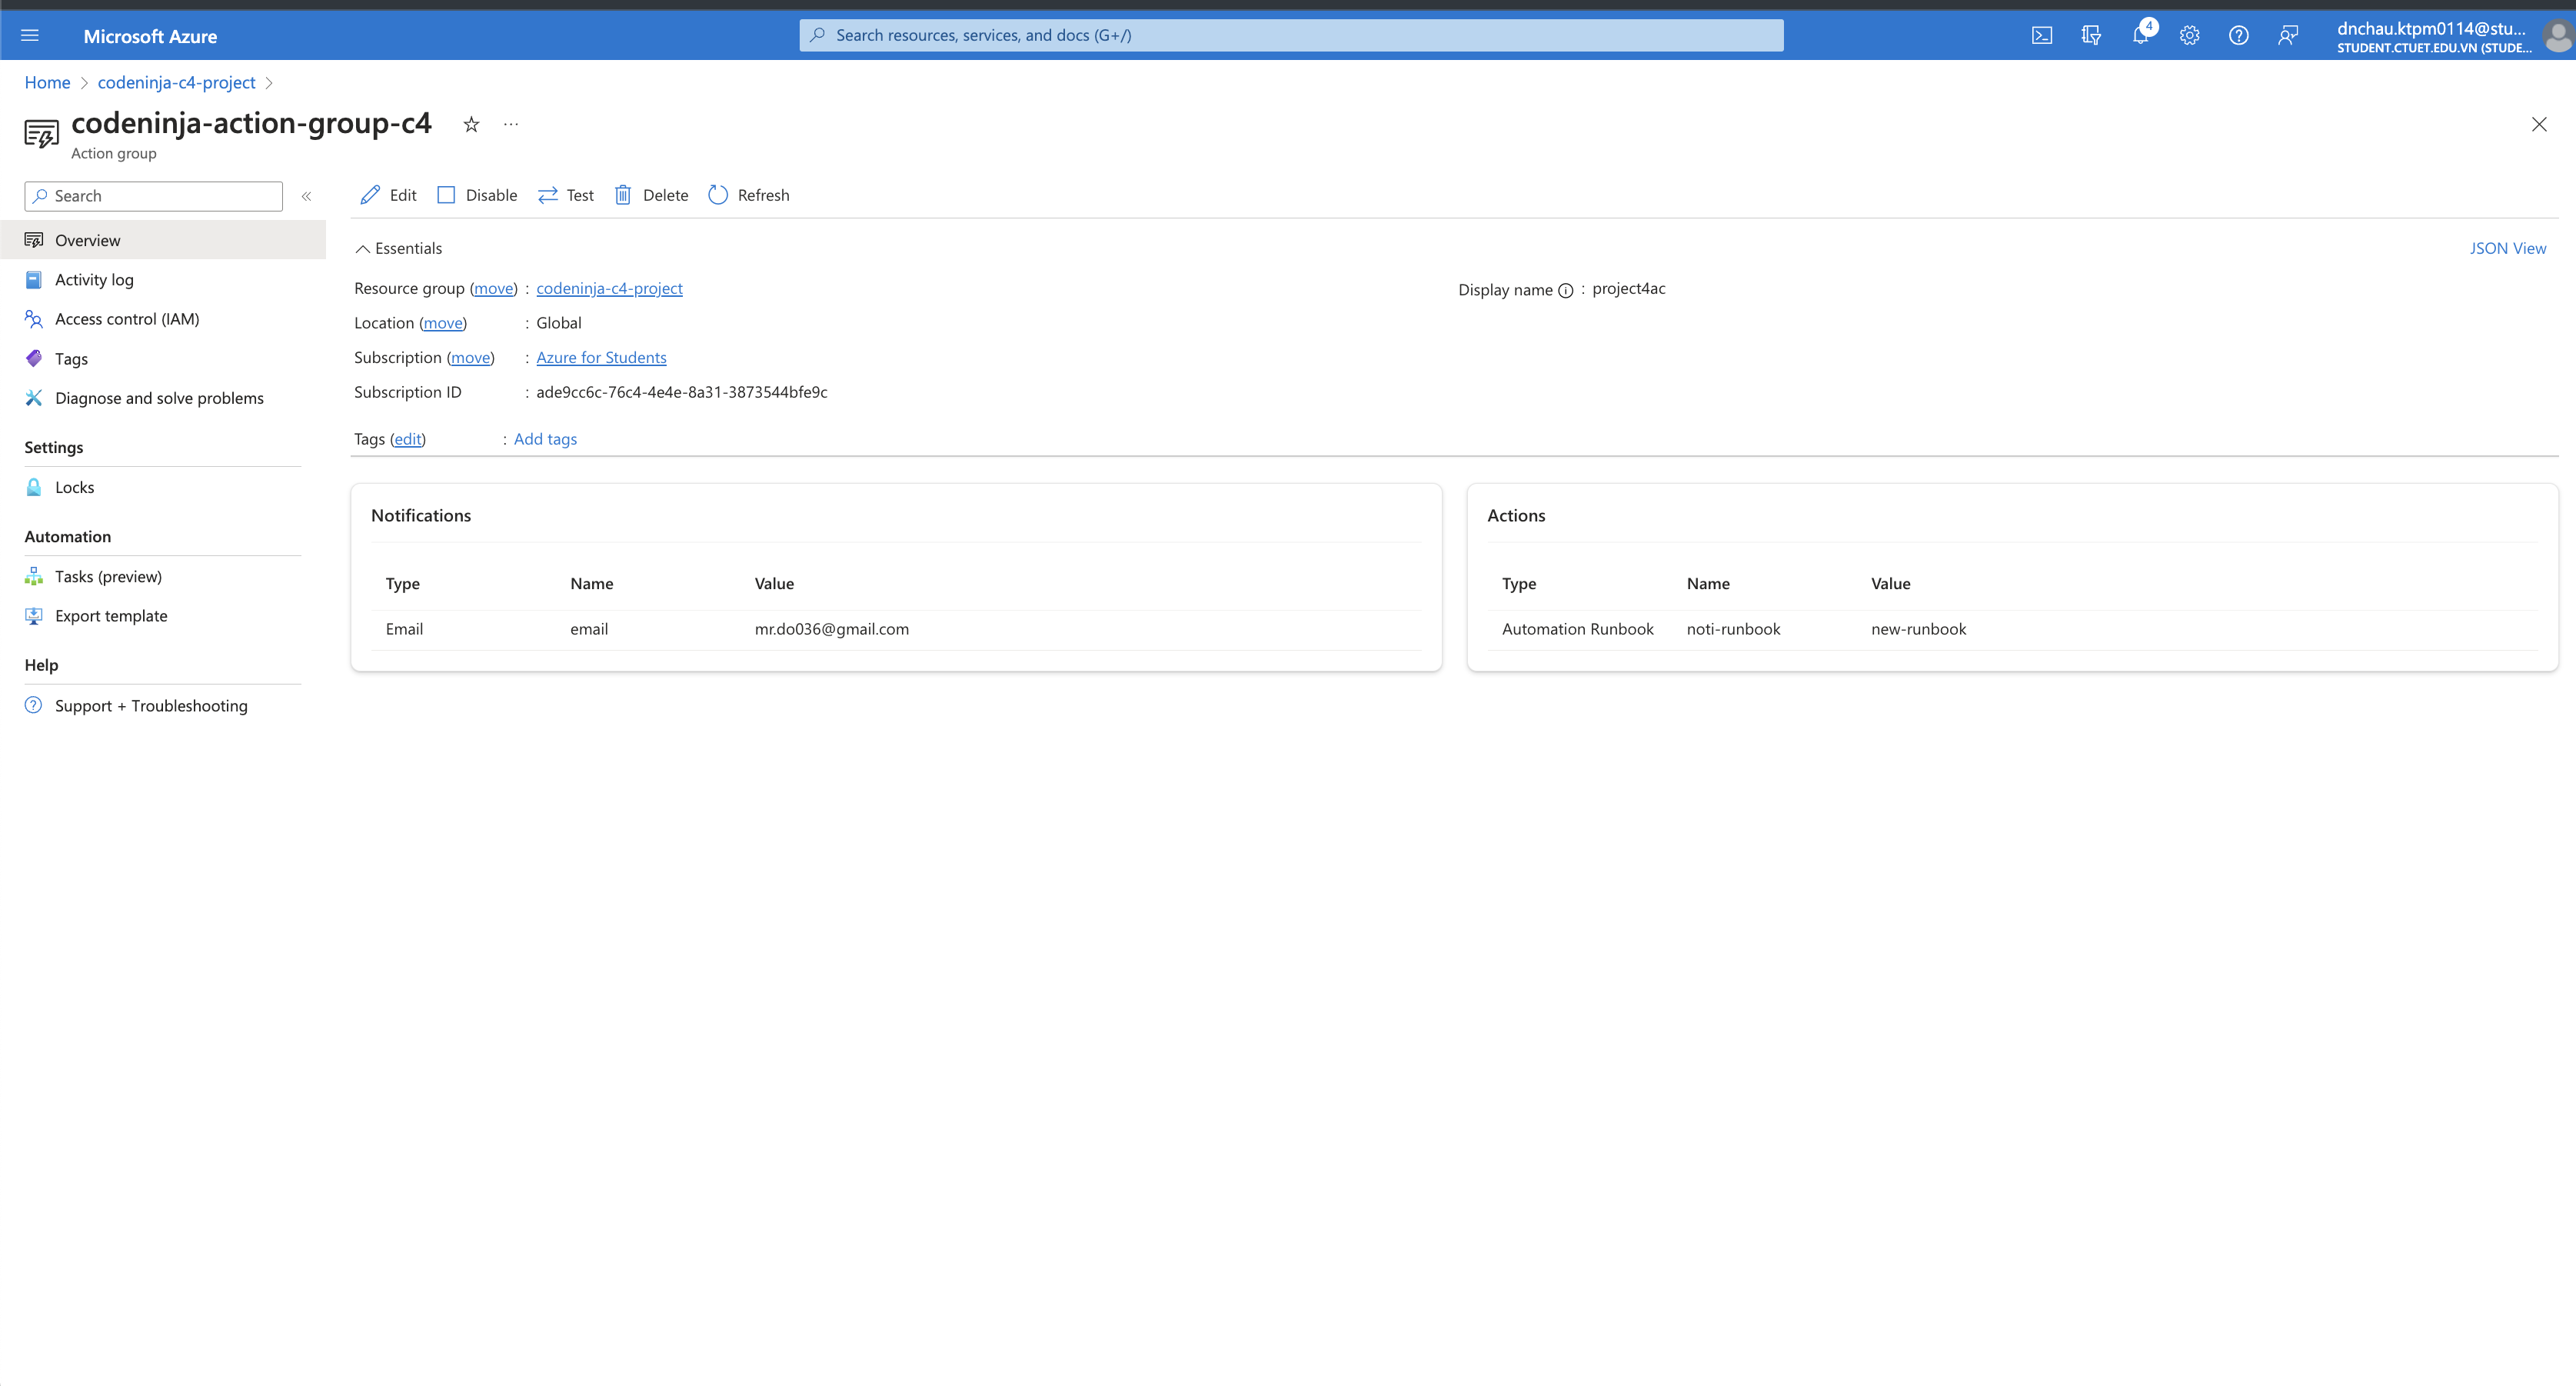 Microsoft Azure
Search resources, services, and docs (G+/)
4
dnchau.ktpm0114@stu...
STUDENT.CTUET.EDU.VN (STUDE...
Home > codeninja-c4-project >
codeninja-action-group-c4
Action group
Search
Overview
Activity log
Access control (IAM)
Tags
Diagnose and solve problems
Settings
Locks
Automation
Tasks (preview)
Export template
Help
Support + Troubleshooting
Edit Disable Test Delete Refresh
Essentials
JSON View
Resource group (move) : codeninja-c4-project
Location (move) : Global
Subscription (move) : Azure for Students
Subscription ID : ade9cc6c-76c4-4e4e-8a31-3873544bfe9c
Display name : project4ac
Tags (edit) : Add tags
Notifications
Type Name Value
Email email mr.do036@gmail.com
Actions
Type Name Value
Automation Runbook noti-runbook new-runbook